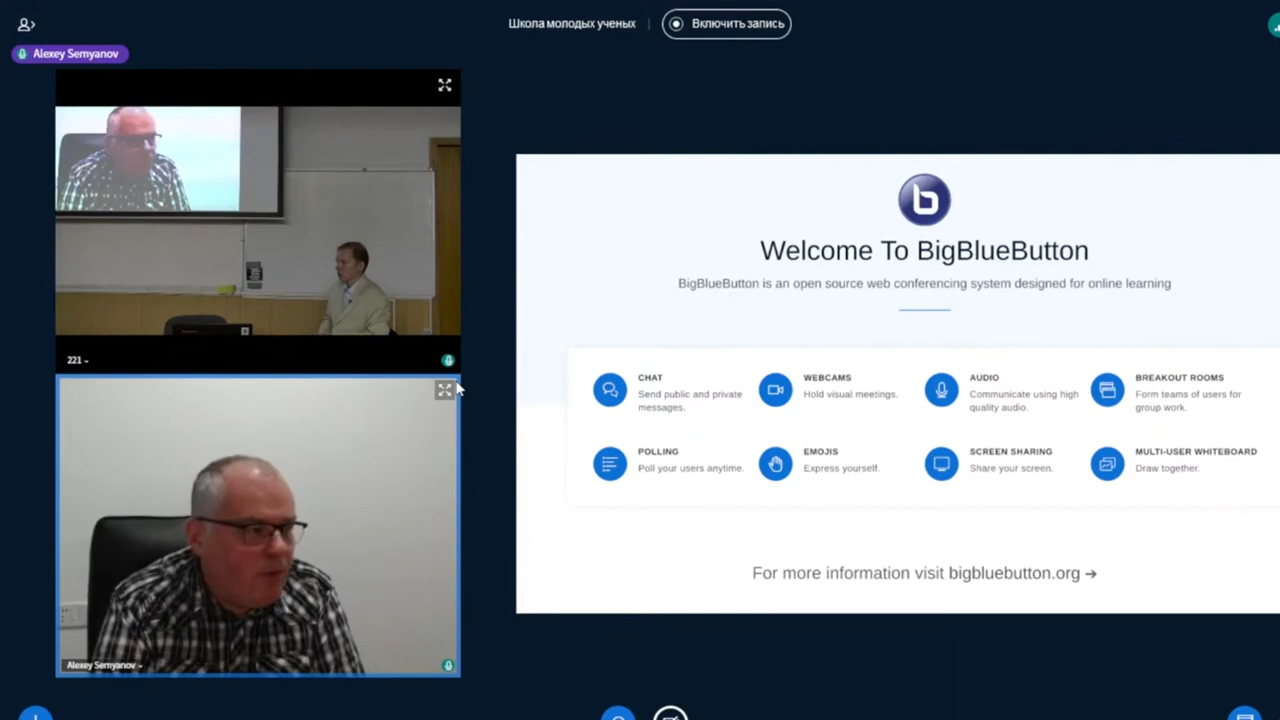 Школа молодых ученых
Включить запись
Alexey Semyanov
221
Alexey Semyanov
b
Welcome To BigBlueButton
BigBlueButton is an open source web conferencing system designed for online learning
CHAT
Send public and private
messages.
WEBCAMS
Hold visual meetings.
AUDIO
Communicate using high
quality audio.
BREAKOUT ROOMS
Form teams of users for
group work.
POLLING
Poll your users anytime.
EMOJIS
Express yourself.
SCREEN SHARING
Share your screen.
MULTI-USER WHITEBOARD
Draw together.
For more information visit bigbluebutton.org →